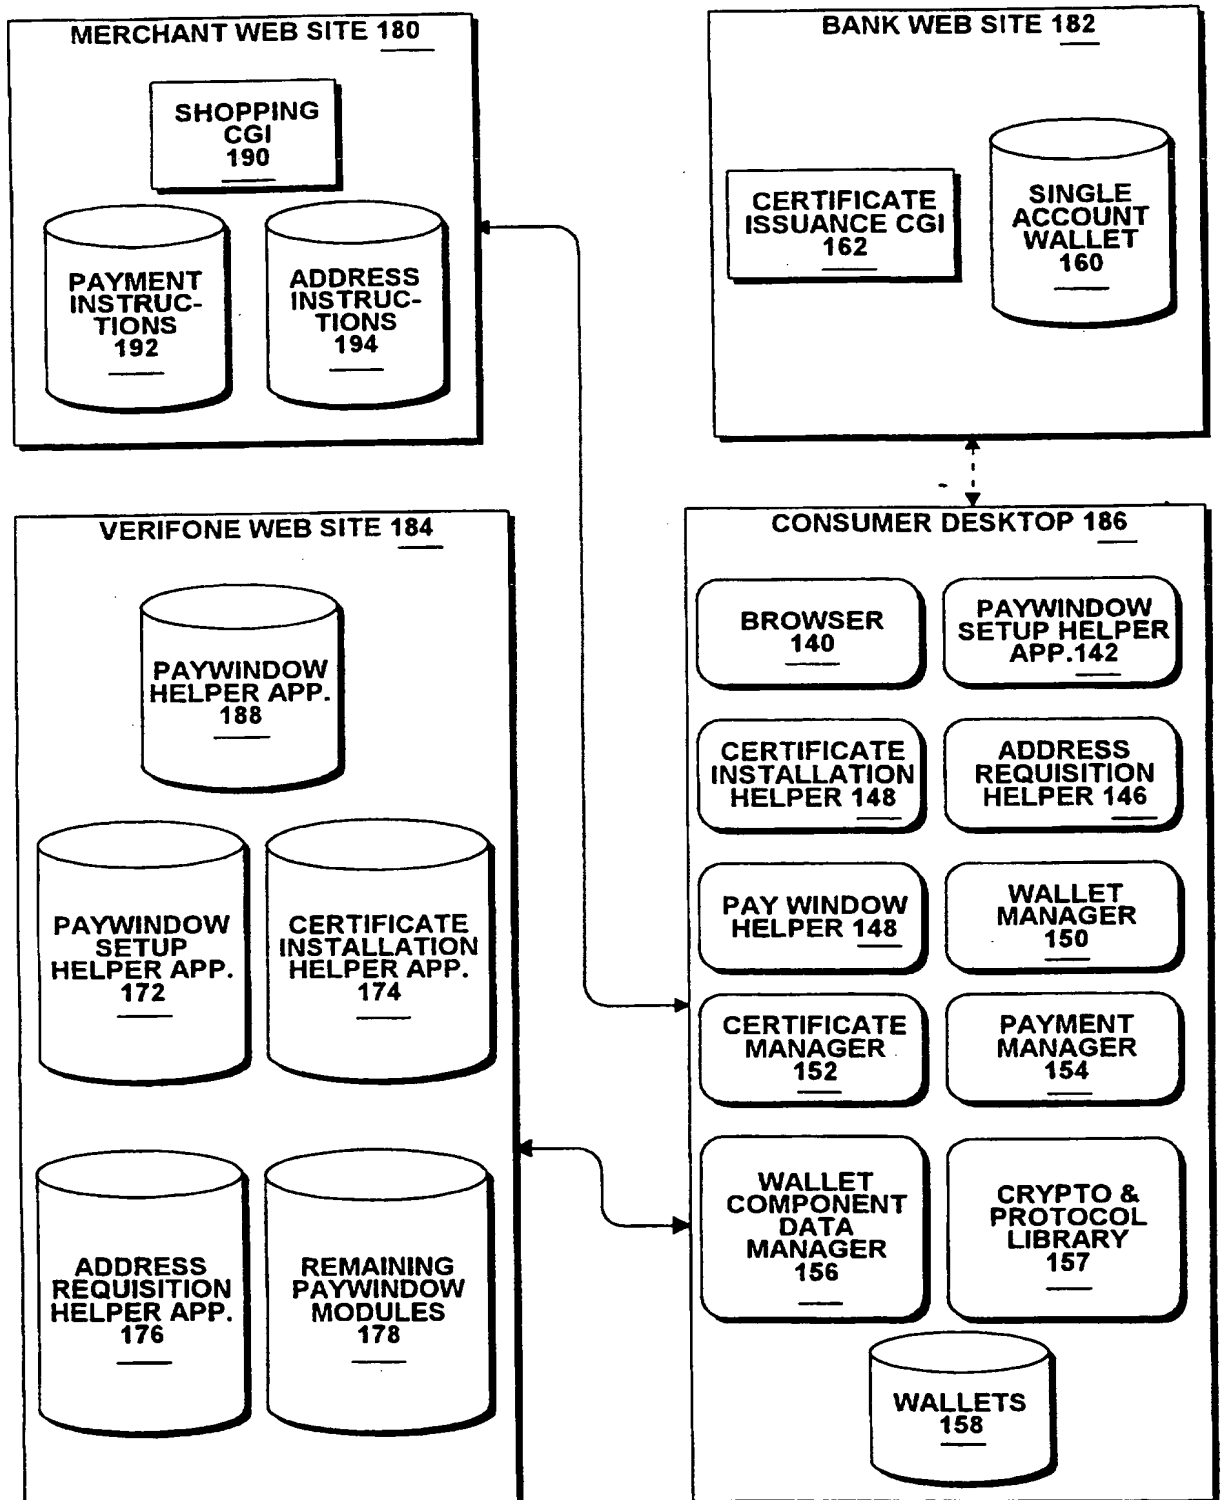 MERCHANT WEB SITE 180
SHOPPING
CGI
190
PAYMENT
INSTRUC-
TIONS
192
ADDRESS
INSTRUC-
TIONS
194
BANK WEB SITE 182
CERTIFICATE
ISSUANCE CGI
162
SINGLE
ACCOUNT
WALLET
160
VERIFONE WEB SITE 184
PAYWINDOW
HELPER APP.
188
PAYWINDOW
SETUP
HELPER APP.
172
CERTIFICATE
INSTALLATION
HELPER APP.
174
ADDRESS
REQUISITION
HELPER APP.
176
REMAINING
PAYWINDOW
MODULES
178
CONSUMER DESKTOP 186
BROWSER
140
PAYWINDOW
SETUP HELPER
APP.142
CERTIFICATE
INSTALLATION
HELPER 148
ADDRESS
REQUISITION
HELPER 146
PAY WINDOW
HELPER 148
WALLET
MANAGER
150
CERTIFICATE
MANAGER
152
PAYMENT
MANAGER
154
WALLET
COMPONENT
DATA
MANAGER
156
CRYPTO &
PROTOCOL
LIBRARY
157
WALLETS
158